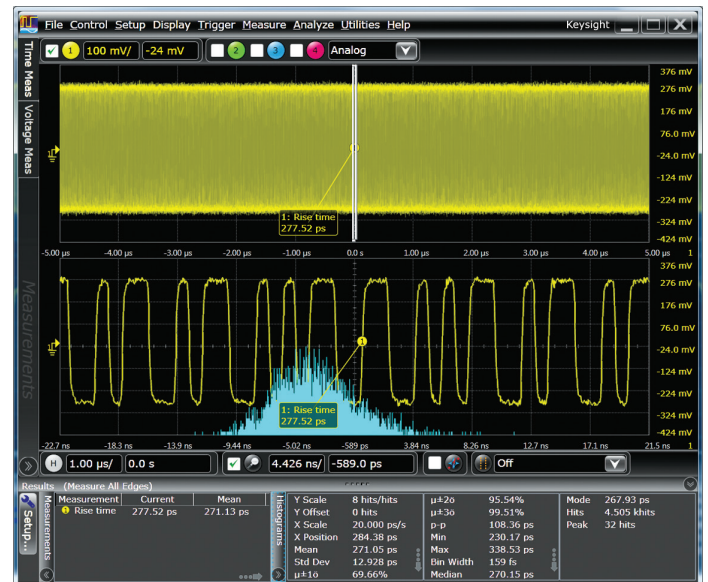 File Control Setup Display Trigger Measure Analyze Utilities Help Keysight
1 100 mV/ -24 mV 2 3 4 Analog
Time Meas
Voltage Meas
Measurements
376 mV
276 mV
176 mV
76.0 mV
-24.0 mV
-124 mV
-224 mV
-324 mV
-424 mV
1
1: Rise time
277.52 ps
-5.00 µs -4.00 µs -3.00 µs -2.00 µs -1.00 µs 0.0 s 1.00 µs 2.00 µs 3.00 µs 4.00 µs 5.00 µs 1
376 mV
276 mV
176 mV
76.0 mV
-24.0 mV
-124 mV
-224 mV
-324 mV
-424 mV
1
1: Rise time
277.52 ps
-22.7 ns -18.3 ns -13.9 ns -9.44 ns -5.02 ns -589 ps 3.84 ns 8.26 ns 12.7 ns 17.1 ns 21.5 ns 1
H 1.00 µs/ 0.0 s 4.426 ns/ -589.0 ps Off
Results (Measure All Edges)
Setup...
Measurements
Measurement Current Mean
1 Rise time 277.52 ps 271.13 ps
Histograms
Y Scale 8 hits/hits µ±2σ 95.54% Mode 267.93 ps
Y Offset 0 hits µ±3σ 99.51% Hits 4.505 khits
X Scale 20.000 ps/s p-p 108.36 ps Peak 32 hits
X Position 284.38 ps Min 230.17 ps
Mean 271.05 ps Max 338.53 ps
Std Dev 12.928 ps Bin Width 159 fs
µ±1σ 69.66% Median 270.15 ps